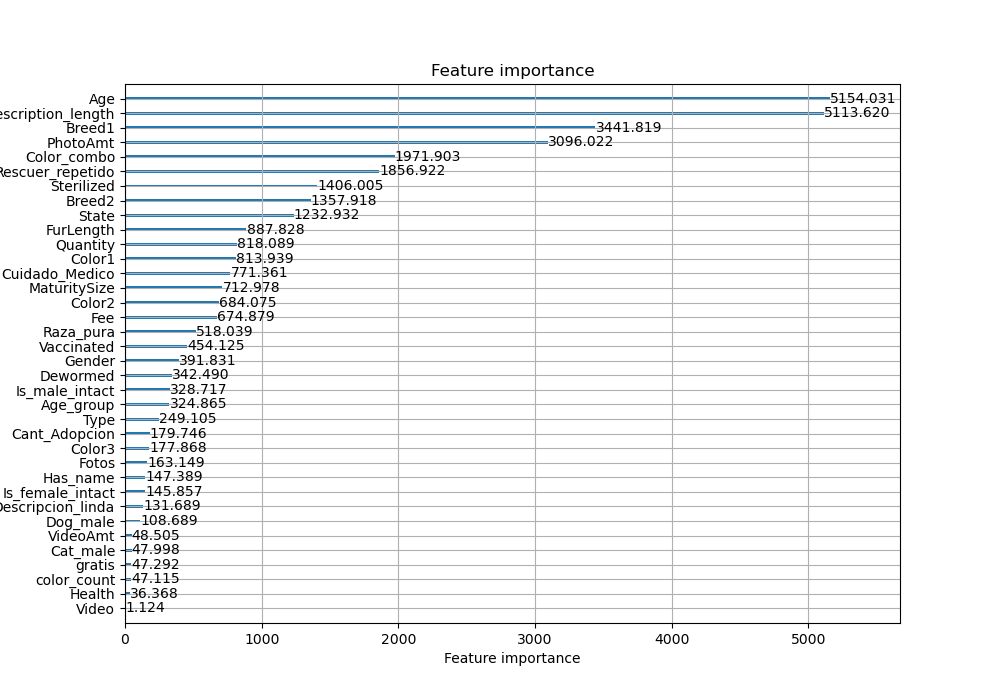 Feature importance
Age 5154.031
escription_length 5113.620
Breed1 3441.819
PhotoAmt 3096.022
Color_combo 1971.903
Rescuer_repetido 1856.922
Sterilized 1406.005
Breed2 1357.918
State 1232.932
FurLength 887.828
Quantity 818.089
Color1 813.939
Cuidado_Medico 771.361
MaturitySize 712.978
Color2 684.075
Fee 674.879
Raza_pura 518.039
Vaccinated 454.125
Gender 391.831
Dewormed 342.490
Is_male_intact 328.717
Age_group 324.865
Type 249.105
Cant_Adopcion 179.746
Color3 177.868
Fotos 163.149
Has_name 147.389
Is_female_intact 145.857
Descripcion_linda 131.689
Dog_male 108.689
VideoAmt 48.505
Cat_male 47.998
gratis 47.292
color_count 47.115
Health 36.368
Video 1.124
0 1000 2000 3000 4000 5000
Feature importance